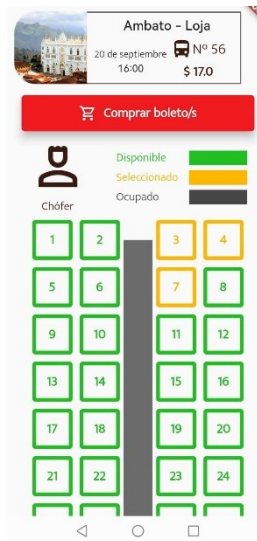 Ambato - Loja
20 de septiembre Nº 56
16:00 $ 17.0
Comprar boleto/s
Disponible
Seleccionado
Chófer Ocupado
1 2 3 4
5 6 7 8
9 10 11 12
13 14 15 16
17 18 19 20
21 22 23 24